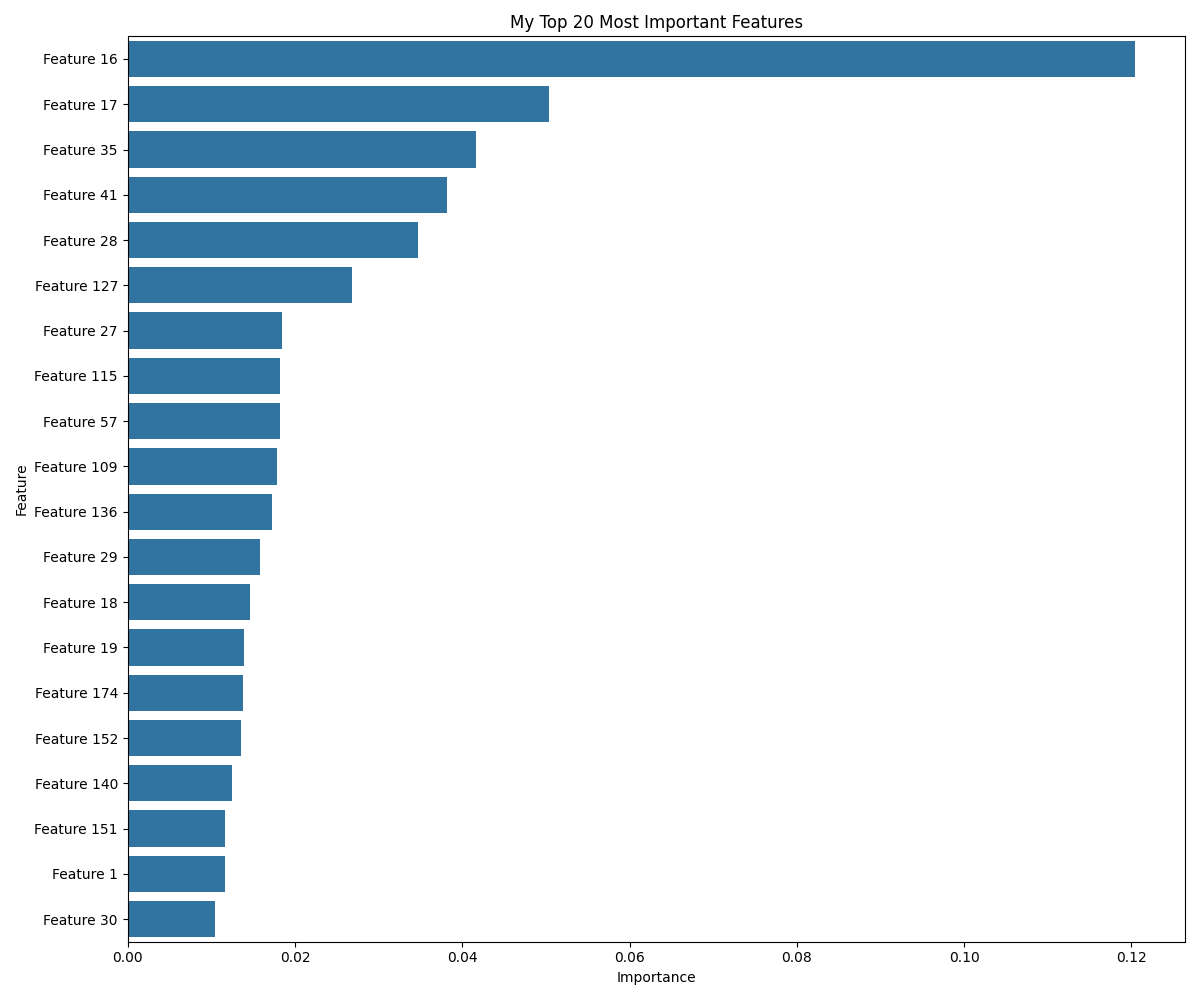 My Top 20 Most Important Features
Feature 16
Feature 17
Feature 35
Feature 41
Feature 28
Feature 127
Feature 27
Feature 115
Feature 57
Feature 109
Feature 136
Feature 29
Feature 18
Feature 19
Feature 174
Feature 152
Feature 140
Feature 151
Feature 1
Feature 30
Feature
0.00 0.02 0.04 0.06 0.08 0.10 0.12
Importance